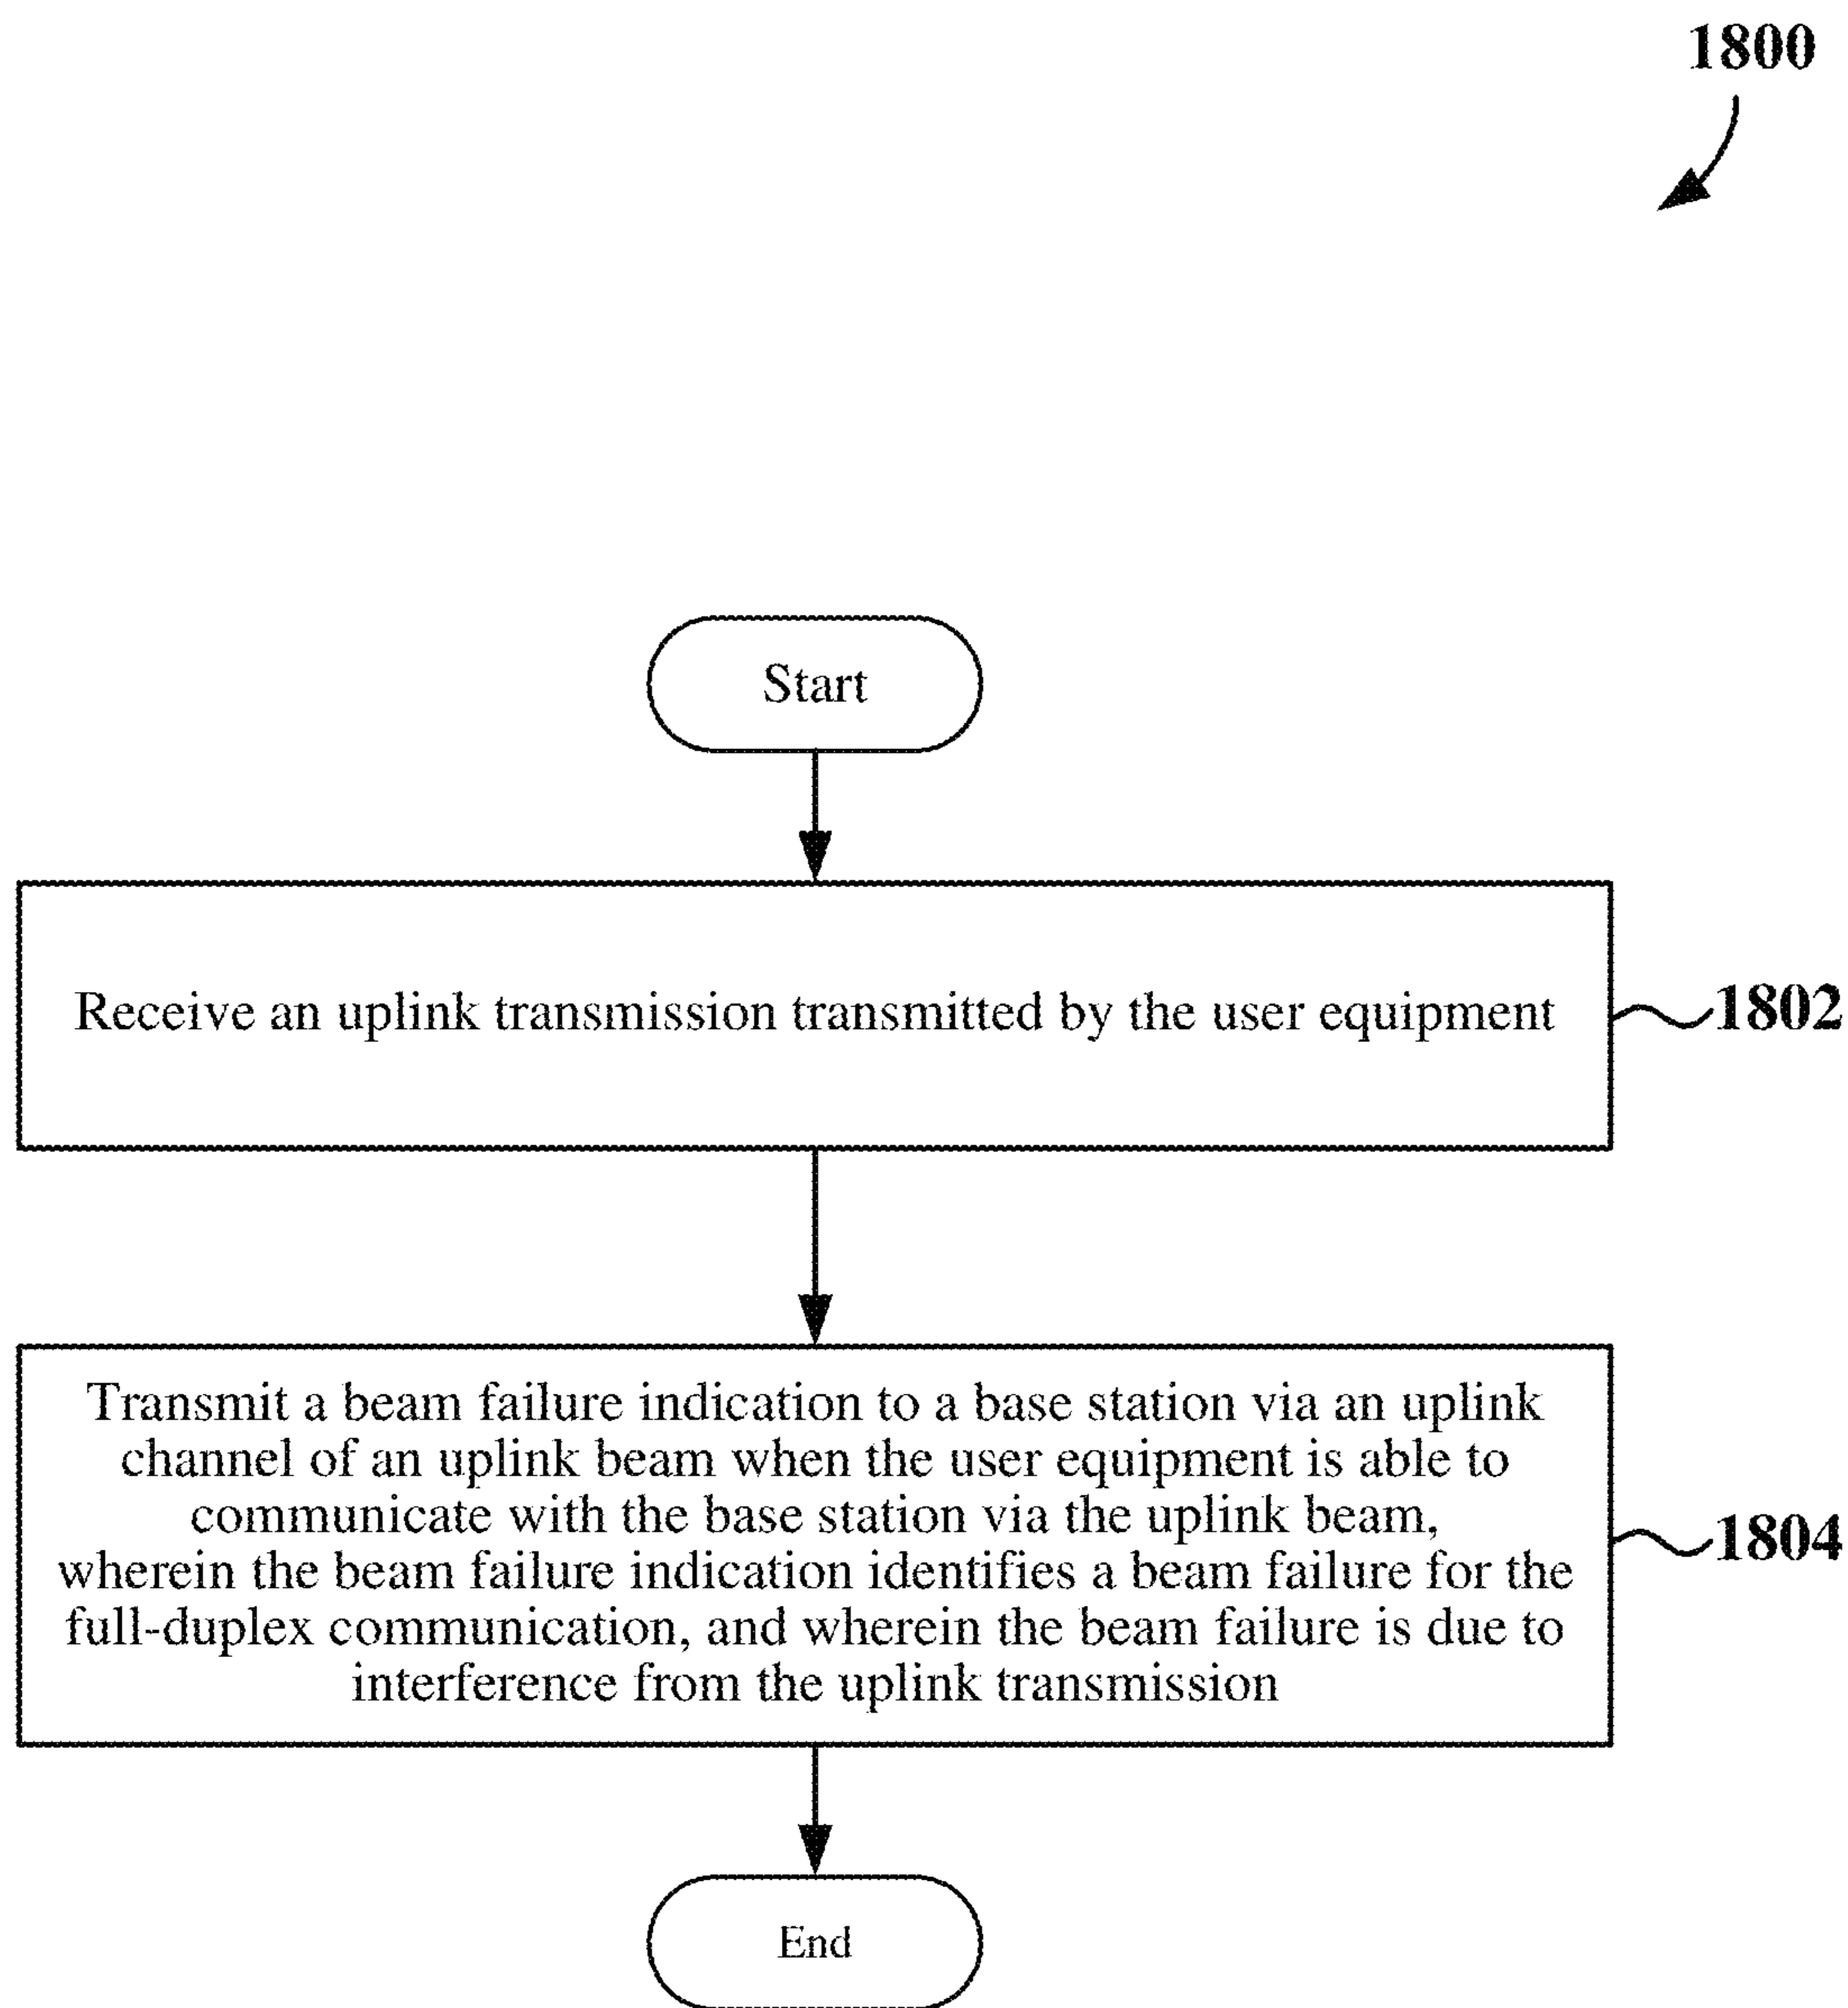 1800
Start
Receive an uplink transmission transmitted by the user equipment
1802
Transmit a beam failure indication to a base station via an uplink
channel of an uplink beam when the user equipment is able to
communicate with the base station via the uplink beam,
wherein the beam failure indication identifies a beam failure for the
full-duplex communication, and wherein the beam failure is due to
interference from the uplink transmission
1804
End